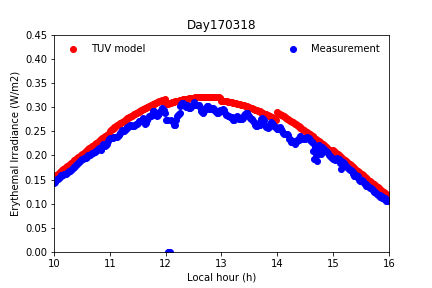 Day170318
TUV model
Measurement
Erythemal Irradiance (W/m2)
0.45
0.40
0.35
0.30
0.25
0.20
0.15
0.10
0.05
0.00
10 11 12 13 14 15 16
Local hour (h)